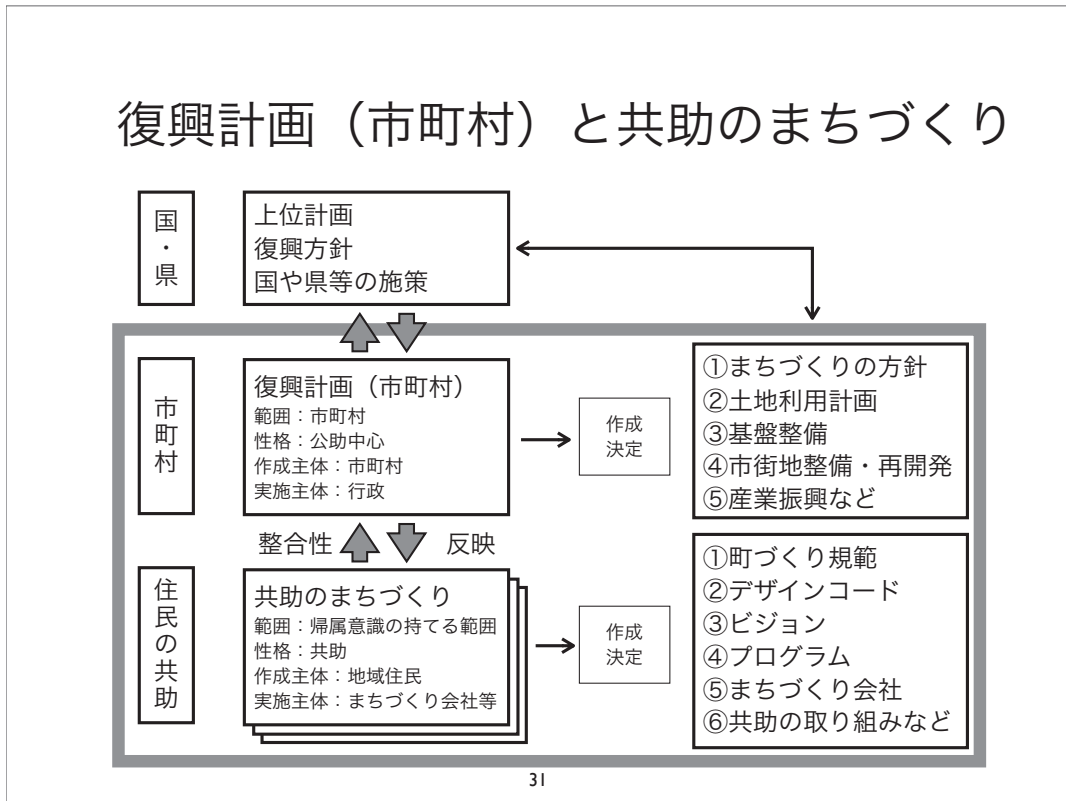 復興計画（市町村）と共助のまちづくり
国・県
上位計画
復興方針
国や県等の施策
市町村
復興計画（市町村）
範囲：市町村
性格：公助中心
作成主体：市町村
実施主体：行政
作成
決定
①まちづくりの方針
②土地利用計画
③基盤整備
④市街地整備・再開発
⑤産業振興など
整合性
反映
住民の共助
共助のまちづくり
範囲：帰属意識の持てる範囲
性格：共助
作成主体：地域住民
実施主体：まちづくり会社等
作成
決定
①町づくり規範
②デザインコード
③ビジョン
④プログラム
⑤まちづくり会社
⑥共助の取り組みなど
31